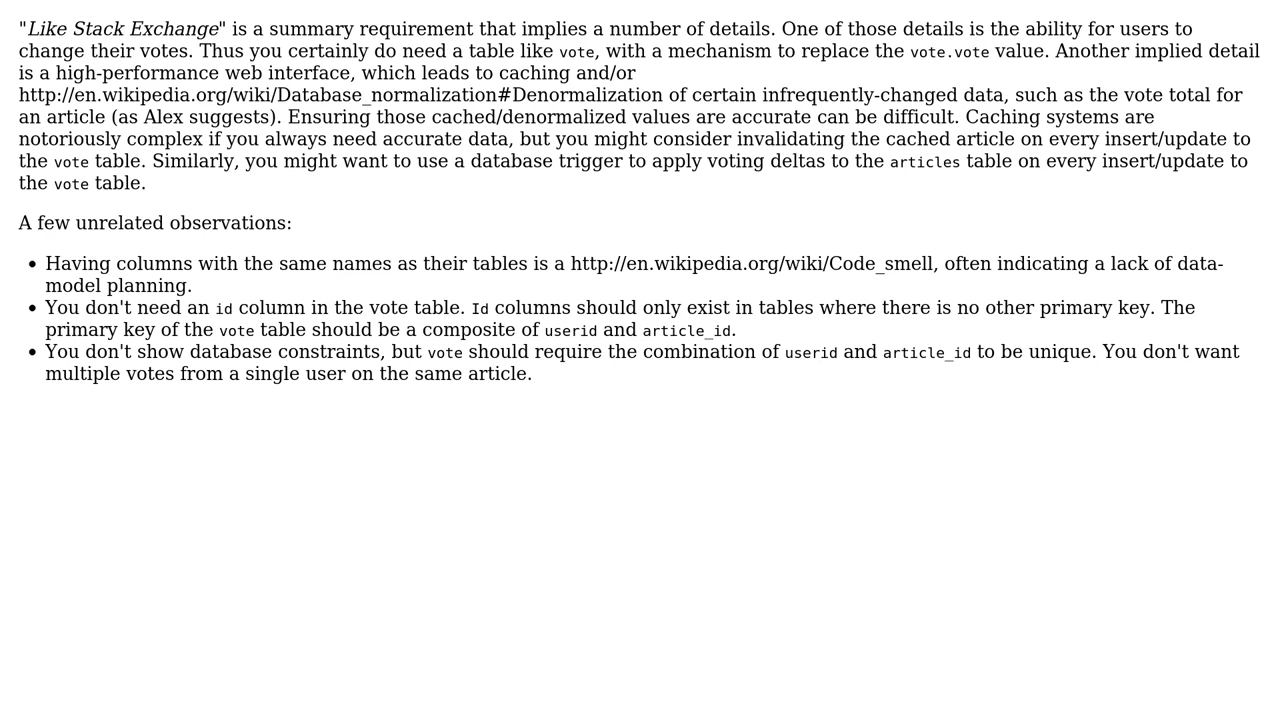 "Like Stack Exchange" is a summary requirement that implies a number of details. One of those details is the ability for users to
change their votes. Thus you certainly do need a table like vote, with a mechanism to replace the vote.vote value. Another implied detail
is a high-performance web interface, which leads to caching and/or
http://en.wikipedia.org/wiki/Database_normalization#Denormalization of certain infrequently-changed data, such as the vote total for
an article (as Alex suggests). Ensuring those cached/denormalized values are accurate can be difficult. Caching systems are
notoriously complex if you always need accurate data, but you might consider invalidating the cached article on every insert/update to
the vote table. Similarly, you might want to use a database trigger to apply voting deltas to the articles table on every insert/update to
the vote table.
A few unrelated observations:
• Having columns with the same names as their tables is a http://en.wikipedia.org/wiki/Code_smell, often indicating a lack of data-
model planning.
• You don't need an id column in the vote table. Id columns should only exist in tables where there is no other primary key. The
primary key of the vote table should be a composite of userid and article_id.
• You don't show database constraints, but vote should require the combination of userid and article_id to be unique. You don't want
multiple votes from a single user on the same article.